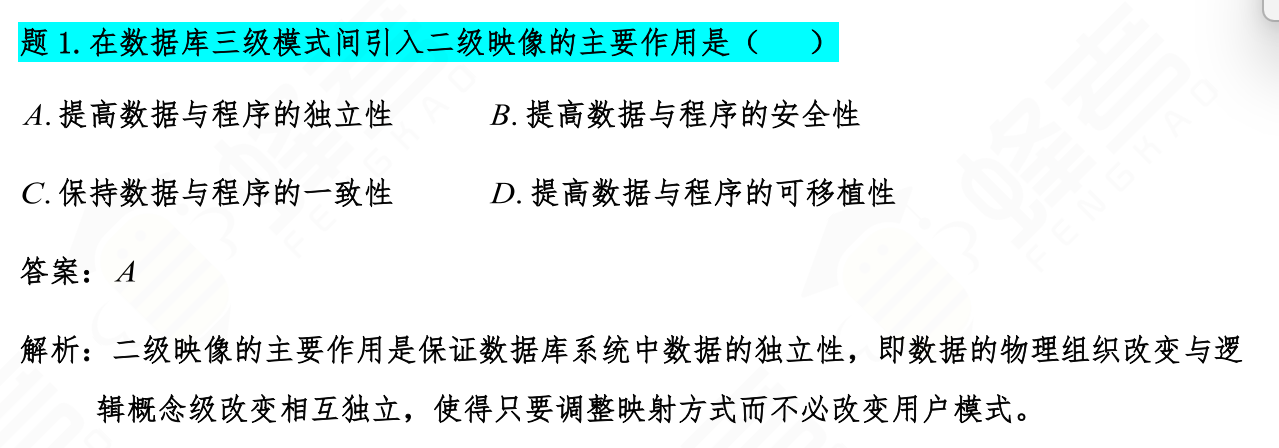 题 1. 在数据库三级模式间引入二级映像的主要作用是（　　）
A. 提高数据与程序的独立性　　B. 提高数据与程序的安全性
C. 保持数据与程序的一致性　　D. 提高数据与程序的可移植性
答案： A
解析：二级映像的主要作用是保证数据库系统中数据的独立性，即数据的物理组织改变与逻
辑概念级改变相互独立，使得只要调整映射方式而不必改变用户模式。
蜂考
FENGKAO
蜂考
FENGKAO